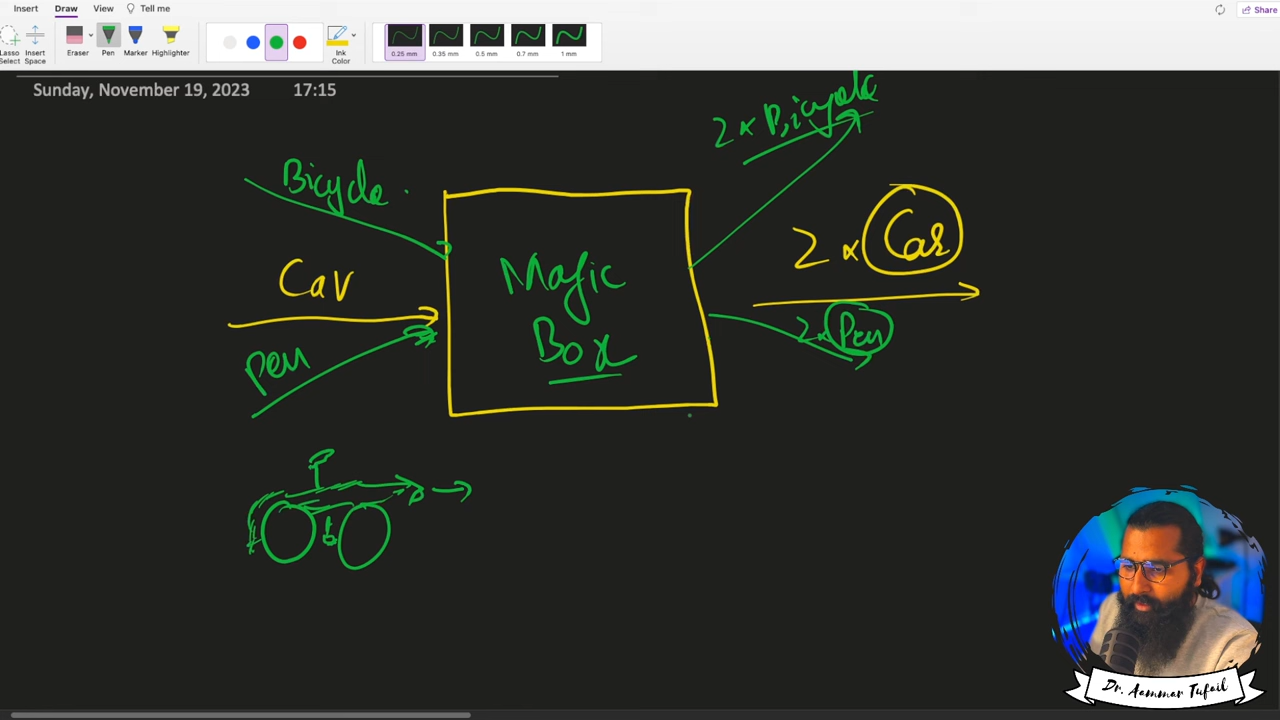 Insert Draw View Tell me
Share
Lasso Select
Insert Space
Eraser
Pen
Marker
Highlighter
Ink Color
0.25 mm 0.35 mm 0.5 mm 0.7 mm 1 mm
Sunday, November 19, 2023 17:15
2 x Bicycle
Bicycle
Car
Pen
Magic
Box
2 x Car
2 x Pen
Dr. Aammar Tufail